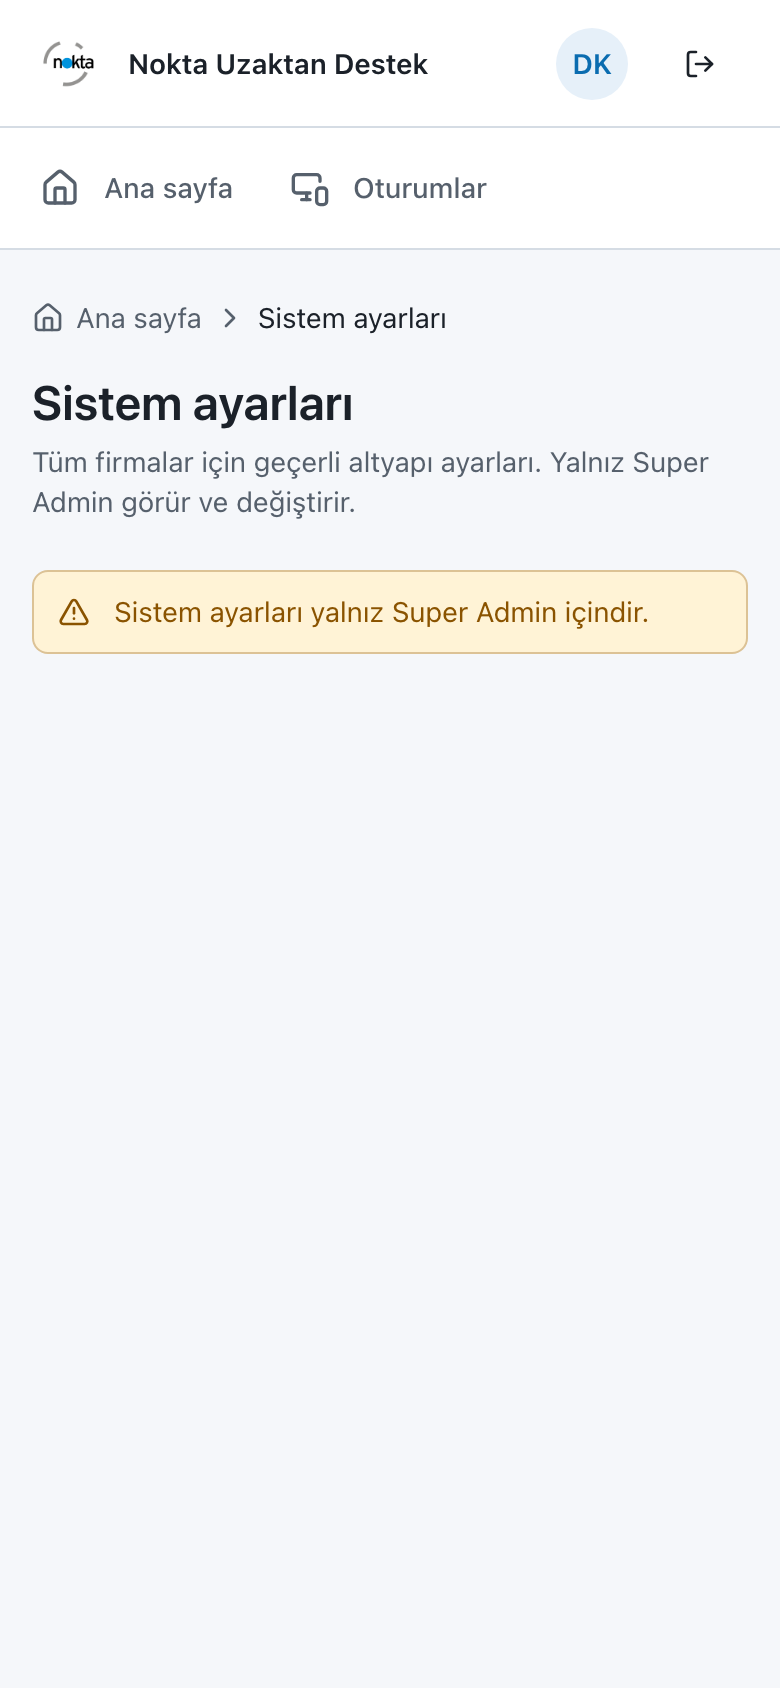 nokta
Nokta Uzaktan Destek
DK
Ana sayfa
Oturumlar
Ana sayfa
Sistem ayarları
Sistem ayarları
Tüm firmalar için geçerli altyapı ayarları. Yalnız Super
Admin görür ve değiştirir.
Sistem ayarları yalnız Super Admin içindir.